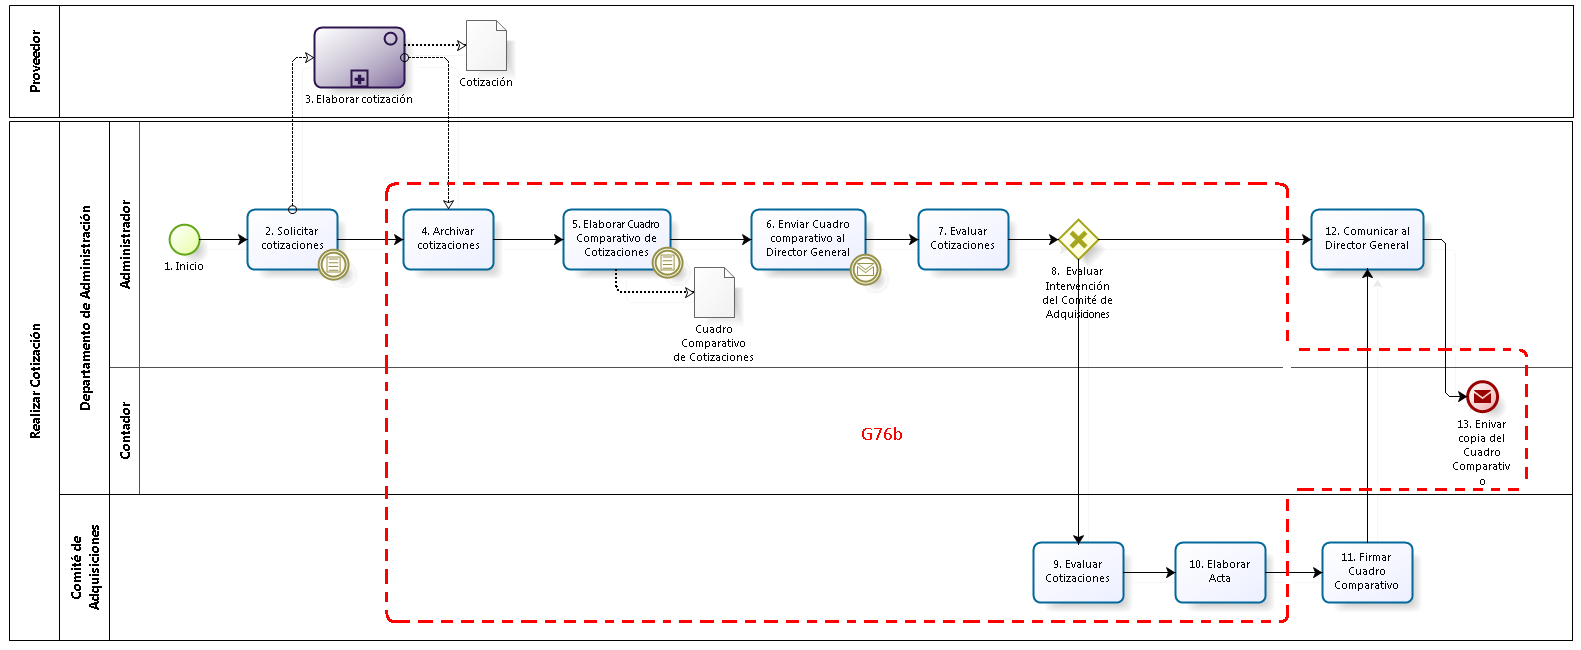 Proveedor
3. Elaborar cotización
Cotización
Realizar Cotización
Departamento de Administración
Administrador
1. Inicio
2. Solicitar
cotizaciones
4. Archivar
cotizaciones
5. Elaborar Cuadro
Comparativo de
Cotizaciones
Cuadro
Comparativo
de Cotizaciones
6. Enviar Cuadro
comparativo al
Director General
7. Evaluar
Cotizaciones
8. Evaluar
Intervención
del Comité de
Adquisiciones
12. Comunicar al
Director General
Contador
G76b
13. Enivar
copia del
Cuadro
Comparativ
o
Comité de
Adquisiciones
9. Evaluar
Cotizaciones
10. Elaborar
Acta
11. Firmar
Cuadro
Comparativo